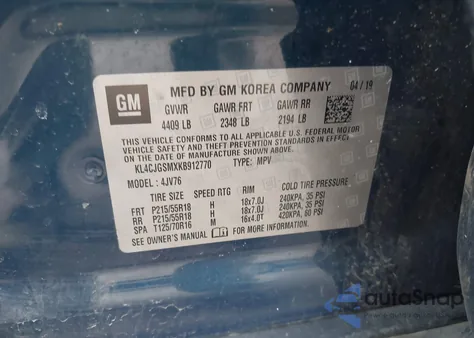 GM
MFD BY GM KOREA COMPANY 04 / 19
GVWR GAWR FRT GAWR RR
4409 LB 2348 LB 2194 LB
THIS VEHICLE CONFORMS TO ALL APPLICABLE U.S. FEDERAL MOTOR
VEHICLE SAFETY AND THEFT PREVENTION STANDARDS IN EFFECT ON
THE DATE OF MANUFACTURE SHOWN ABOVE.
KL4CJGSMXKB912770 TYPE: MPV
MODEL: 4JV76
TIRE SIZE SPEED RTG RIM COLD TIRE PRESSURE
FRT P215/55R18 H 18x7.0J 240KPA, 35 PSI
RR P215/55R18 H 18x7.0J 240KPA, 35 PSI
SPA T125/70R16 M 16x4.0T 420KPA, 60 PSI
SEE OWNER'S MANUAL FOR ADDITIONAL INFORMATION.
autoSnap